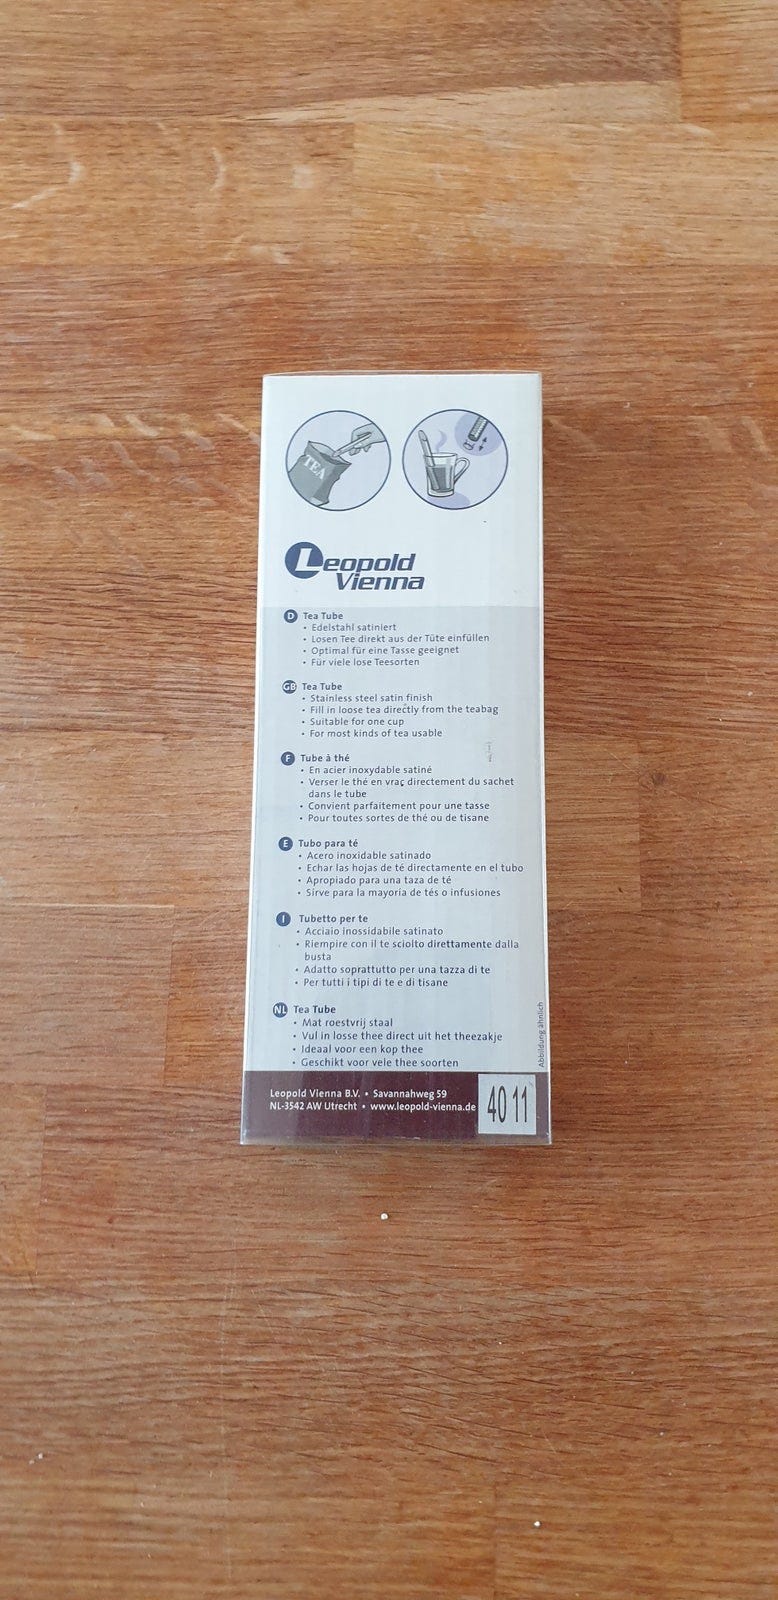 TEA
Leopold
Vienna
D Tea Tube
• Edelstahl satiniert
• Losen Tee direkt aus der Tüte einfüllen
• Optimal für eine Tasse geeignet
• Für viele lose Teesorten
GB Tea Tube
• Stainless steel satin finish
• Fill in loose tea directly from the teabag
• Suitable for one cup
• For most kinds of tea usable
F Tube à thé
• En acier inoxydable satiné
• Verser le thé en vrac directement du sachet
dans le tube
• Convient parfaitement pour une tasse
• Pour toutes sortes de thé ou de tisane
E Tubo para té
• Acero inoxidable satinado
• Echar las hojas de té directamente en el tubo
• Apropiado para una taza de té
• Sirve para la mayoria de tés o infusiones
I Tubetto per te
• Acciaio inossidabile satinato
• Riempire con il te sciolto direttamente dalla
busta
• Adatto soprattutto per una tazza di te
• Per tutti i tipi di te e di tisane
NL Tea Tube
• Mat roestvrij staal
• Vul in losse thee direct uit het theezakje
• Ideaal voor een kop thee
• Geschikt voor vele thee soorten
Abbildung ähnlich
Leopold Vienna B.V. • Savannahweg 59
NL-3542 AW Utrecht • www.leopold-vienna.de
40 11